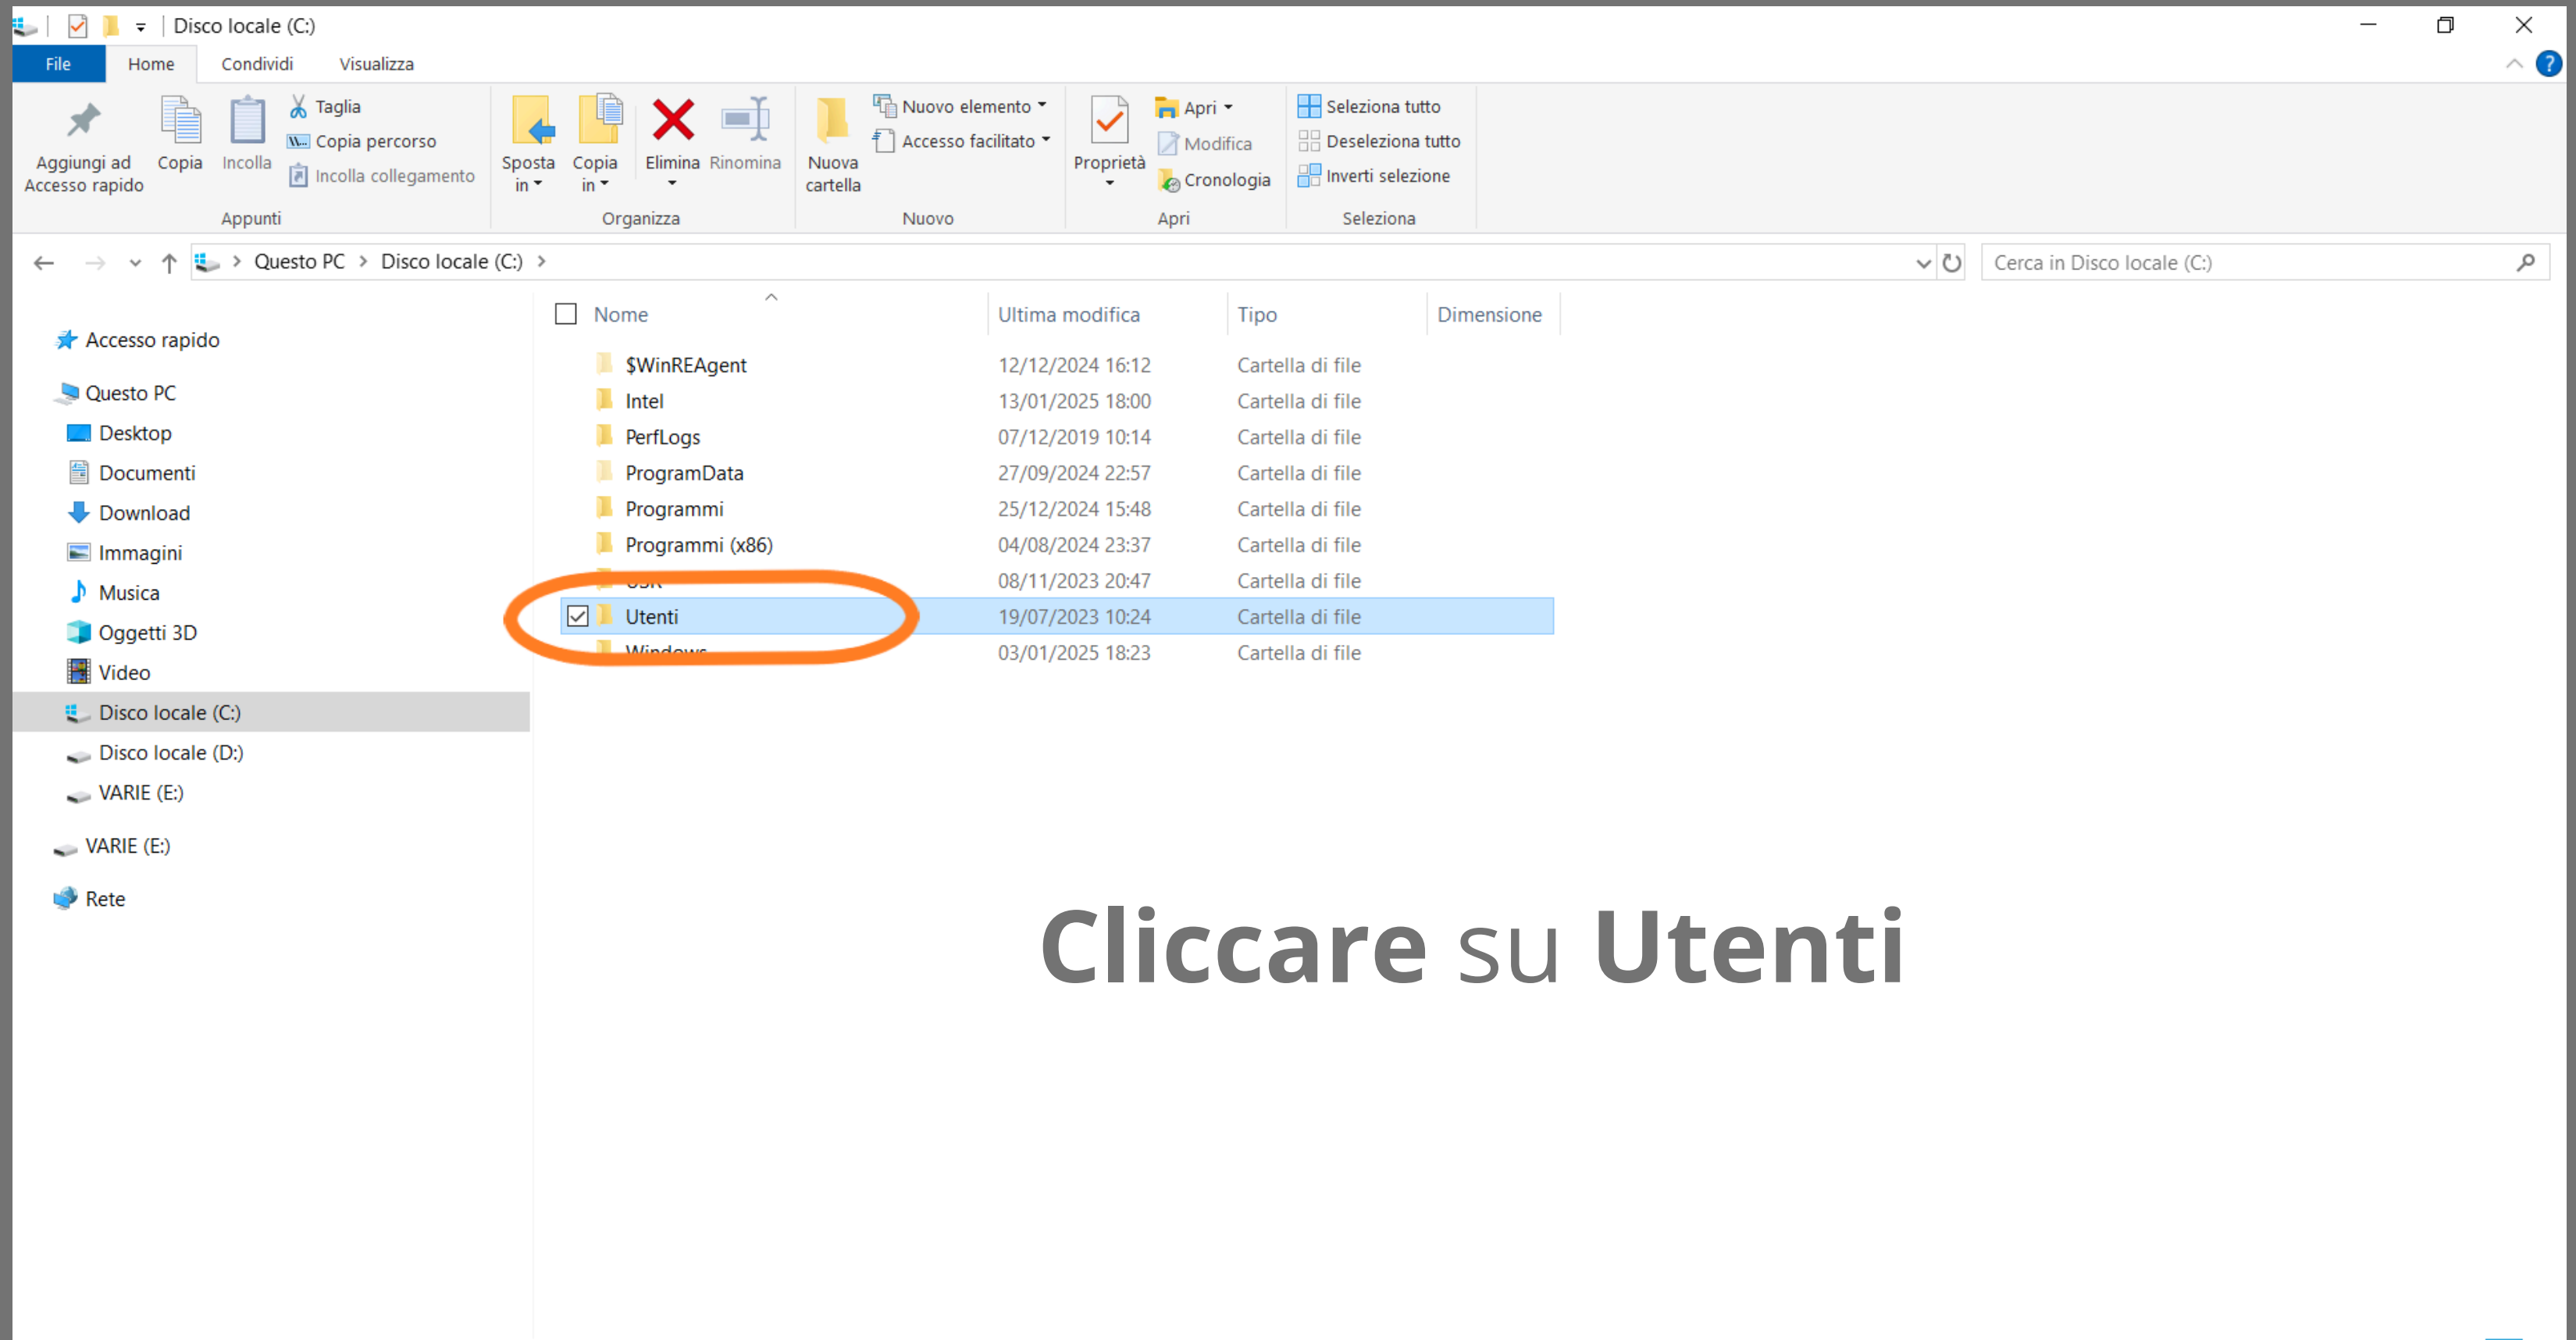 Disco locale (C:)
File Home Condividi Visualizza
Aggiungi ad Accesso rapido
Copia
Incolla
Taglia
Copia percorso
Incolla collegamento
Appunti
Sposta in
Copia in
Elimina
Rinomina
Organizza
Nuova cartella
Nuovo elemento
Accesso facilitato
Nuovo
Proprietà
Apri
Modifica
Cronologia
Apri
Seleziona tutto
Deseleziona tutto
Inverti selezione
Seleziona
Questo PC > Disco locale (C:) >
Cerca in Disco locale (C:)
Accesso rapido
Questo PC
Desktop
Documenti
Download
Immagini
Musica
Oggetti 3D
Video
Disco locale (C:)
Disco locale (D:)
VARIE (E:)
VARIE (E:)
Rete
Nome Ultima modifica Tipo Dimensione
$WinREAgent 12/12/2024 16:12 Cartella di file
Intel 13/01/2025 18:00 Cartella di file
PerfLogs 07/12/2019 10:14 Cartella di file
ProgramData 27/09/2024 22:57 Cartella di file
Programmi 25/12/2024 15:48 Cartella di file
Programmi (x86) 04/08/2024 23:37 Cartella di file
08/11/2023 20:47 Cartella di file
Utenti 19/07/2023 10:24 Cartella di file
Windows 03/01/2025 18:23 Cartella di file
Cliccare su Utenti